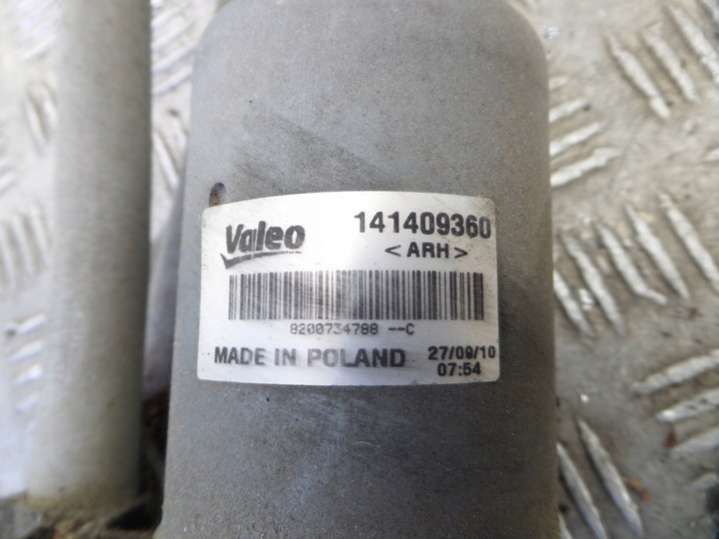 Valeo 141409360
<ARH>
8200734788 --C
MADE IN POLAND 27/09/10
07:54